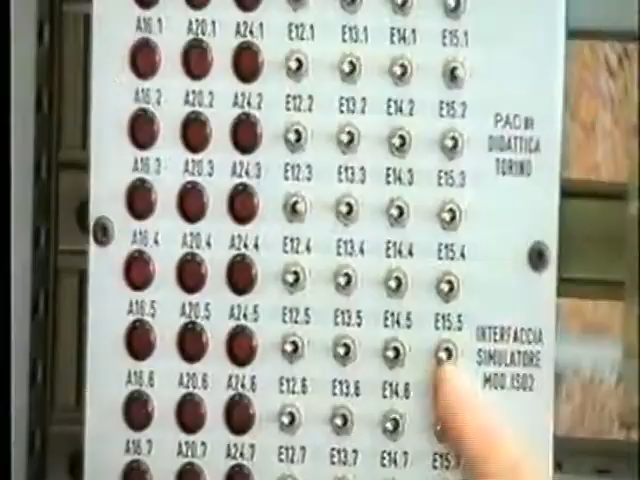 A16.1 A20.1 A24.1 E12.1 E13.1 E14.1 E15.1
A16.2 A20.2 A24.2 E12.2 E13.2 E14.2 E15.2
PAC
DIDATTICA
TORINO
A16.3 A20.3 A24.3 E12.3 E13.3 E14.3 E15.3
A16.4 A20.4 A24.4 E12.4 E13.4 E14.4 E15.4
A16.5 A20.5 A24.5 E12.5 E13.5 E14.5 E15.5
INTERFACCIA
SIMULATORE
MOD.IS02
A16.6 A20.6 A24.6 E12.6 E13.6 E14.6
A16.7 A20.7 A24.7 E12.7 E13.7 E14.7